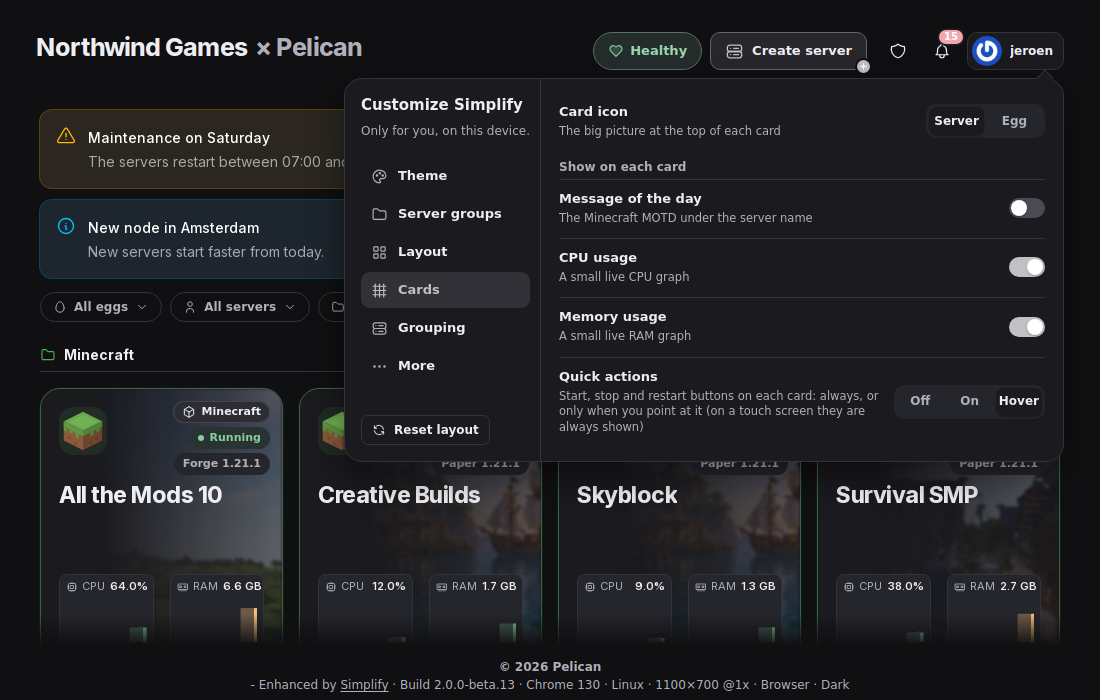 Northwind Games × Pelican
Healthy
Create server
15
jeroen
Maintenance on Saturday
The servers restart between 07:00 and
New node in Amsterdam
New servers start faster from today.
All eggs
All servers
Minecraft
Customize Simplify
Only for you, on this device.
Theme
Server groups
Layout
Cards
Grouping
More
Reset layout
Card icon
The big picture at the top of each card
Server
Egg
Show on each card
Message of the day
The Minecraft MOTD under the server name
CPU usage
A small live CPU graph
Memory usage
A small live RAM graph
Quick actions
Start, stop and restart buttons on each card: always, or
only when you point at it (on a touch screen they are
always shown)
Off
On
Hover
Minecraft
Running
Forge 1.21.1
All the Mods 10
CPU 64.0%
RAM 6.6 GB
Paper 1.21.1
Creative Builds
CPU 12.0%
RAM 1.7 GB
Paper 1.21.1
Skyblock
CPU 9.0%
RAM 1.3 GB
Paper 1.21.1
Survival SMP
CPU 38.0%
RAM 2.7 GB
© 2026 Pelican
- Enhanced by Simplify · Build 2.0.0-beta.13 · Chrome 130 · Linux · 1100×700 @1x · Browser · Dark